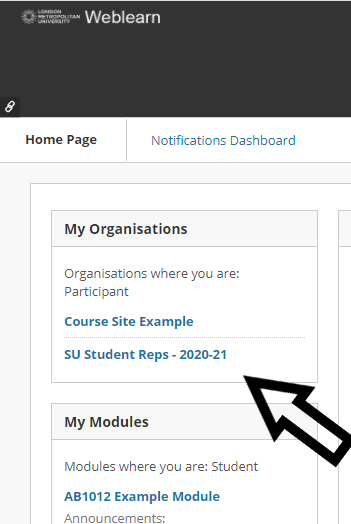 LONDON
METROPOLITAN
UNIVERSITY
Weblearn
Home Page
Notifications Dashboard
My Organisations
Organisations where you are:
Participant
Course Site Example
SU Student Reps - 2020-21
My Modules
Modules where you are: Student
AB1012 Example Module
Announcements: